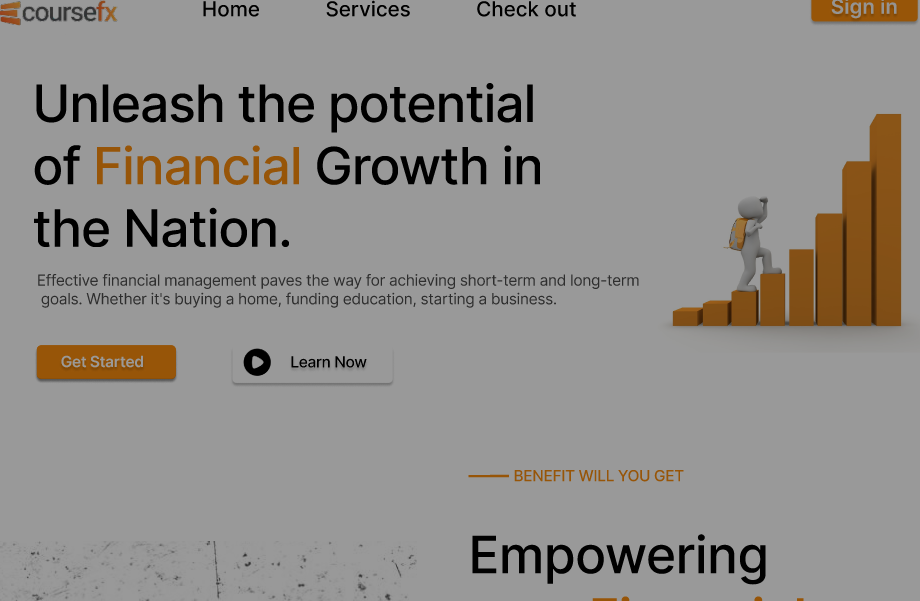 coursefx
Home
Services
Check out
Sign in
Unleash the potential
of Financial Growth in
the Nation.
Effective financial management paves the way for achieving short-term and long-term
goals. Whether it's buying a home, funding education, starting a business.
Get Started
Learn Now
BENEFIT WILL YOU GET
Empowering